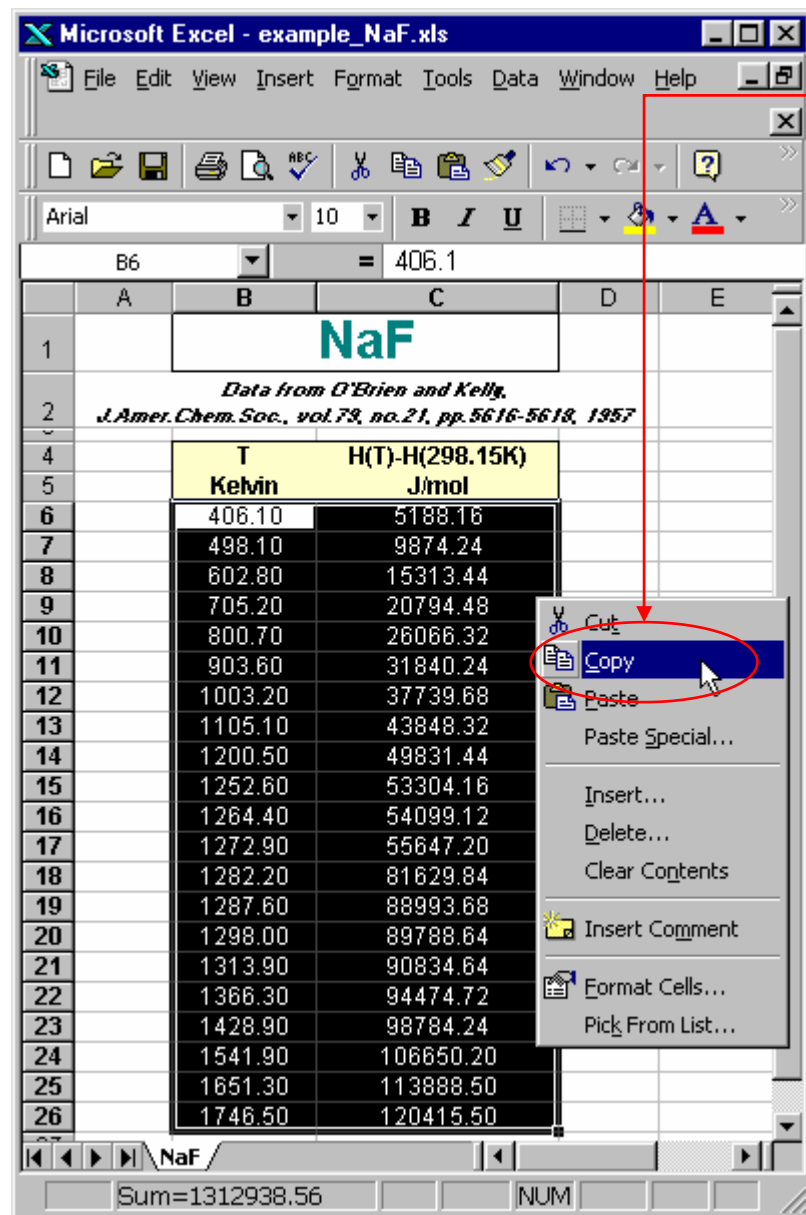 Microsoft Excel - example_NaF.xls
File Edit View Insert Format Tools Data Window Help
ABC
Arial 10 B I U A
B6 = 406.1
A B C D E
1 NaF
Data from O'Brien and Kelly,
2 J.Amer.Chem.Soc., vol.79, no.21, pp.5616-5618, 1957
4 T H(T)-H(298.15K)
5 Kelvin J/mol
6 406.10 5188.16
7 498.10 9874.24
8 602.80 15313.44
9 705.20 20794.48
10 800.70 26066.32
11 903.60 31840.24
12 1003.20 37739.68
13 1105.10 43848.32
14 1200.50 49831.44
15 1252.60 53304.16
16 1264.40 54099.12
17 1272.90 55647.20
18 1282.20 81629.84
19 1287.60 88993.68
20 1298.00 89788.64
21 1313.90 90834.64
22 1366.30 94474.72
23 1428.90 98784.24
24 1541.90 106650.20
25 1651.30 113888.50
26 1746.50 120415.50
Cut
Copy
Paste
Paste Special...
Insert...
Delete...
Clear Contents
Insert Comment
Format Cells...
Pick From List...
NaF
Sum=1312938.56 NUM